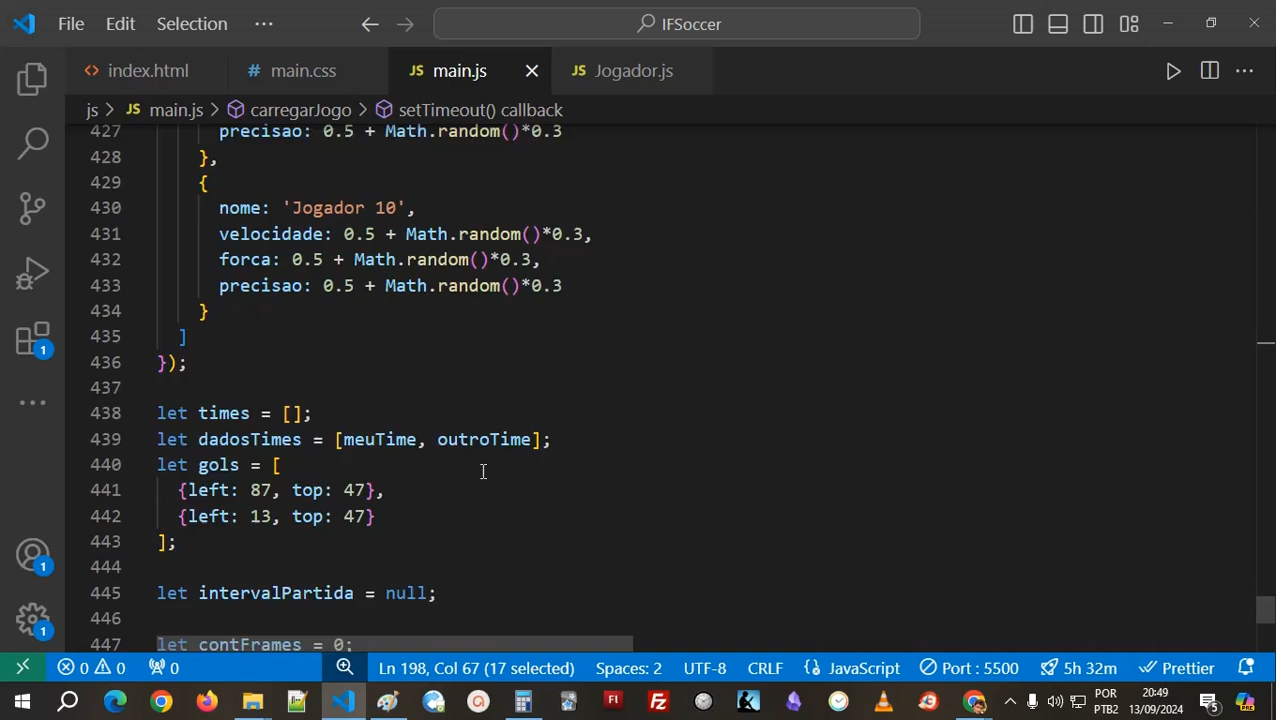 File Edit Selection ··· IFSoccer
index.html main.css main.js Jogador.js
js > main.js > carregarJogo > setTimeout() callback
427 precisao: 0.5 + Math.random()*0.3
428 },
429 {
430 nome: 'Jogador 10',
431 velocidade: 0.5 + Math.random()*0.3,
432 forca: 0.5 + Math.random()*0.3,
433 precisao: 0.5 + Math.random()*0.3
434 }
435 ]
436 });
437
438 let times = [];
439 let dadosTimes = [meuTime, outroTime];
440 let gols = [
441 {left: 87, top: 47},
442 {left: 13, top: 47}
443 ];
444
445 let intervalPartida = null;
446
447 let contFrames = 0;
0 0 0 Ln 198, Col 67 (17 selected) Spaces: 2 UTF-8 CRLF JavaScript Port : 5500 5h 32m Prettier
POR 20:49
PTB2 13/09/2024 5